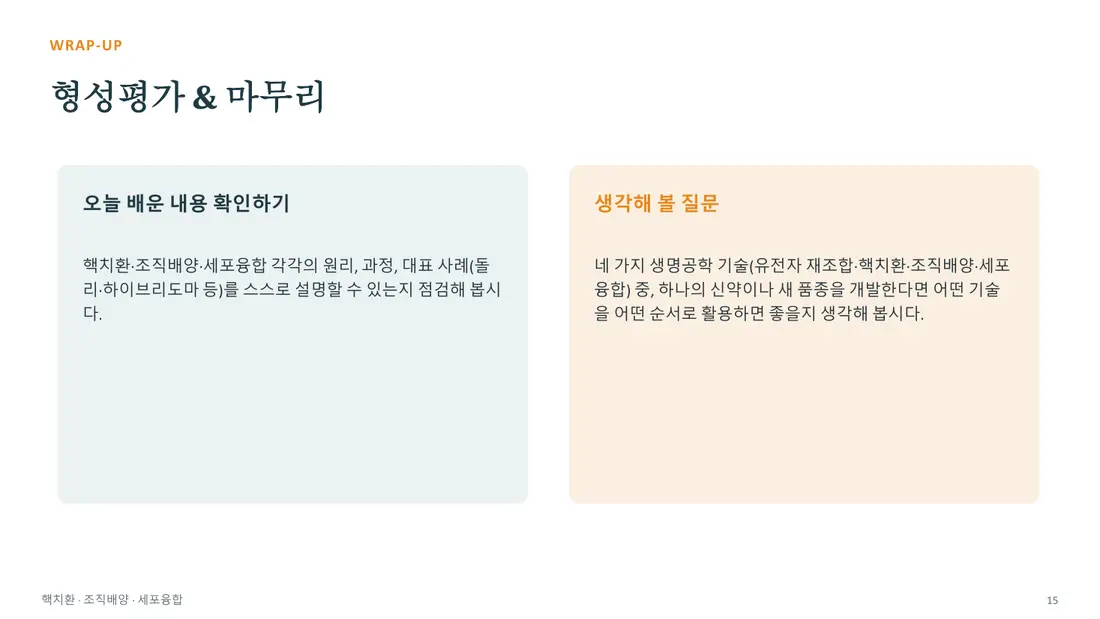 WRAP-UP
형성평가 & 마무리
오늘 배운 내용 확인하기
핵치환·조직배양·세포융합 각각의 원리, 과정, 대표 사례(돌
리·하이브리도마 등)를 스스로 설명할 수 있는지 점검해 봅시
다.
생각해 볼 질문
네 가지 생명공학 기술(유전자 재조합·핵치환·조직배양·세포
융합) 중, 하나의 신약이나 새 품종을 개발한다면 어떤 기술
을 어떤 순서로 활용하면 좋을지 생각해 봅시다.
핵치환 · 조직배양 · 세포융합
15